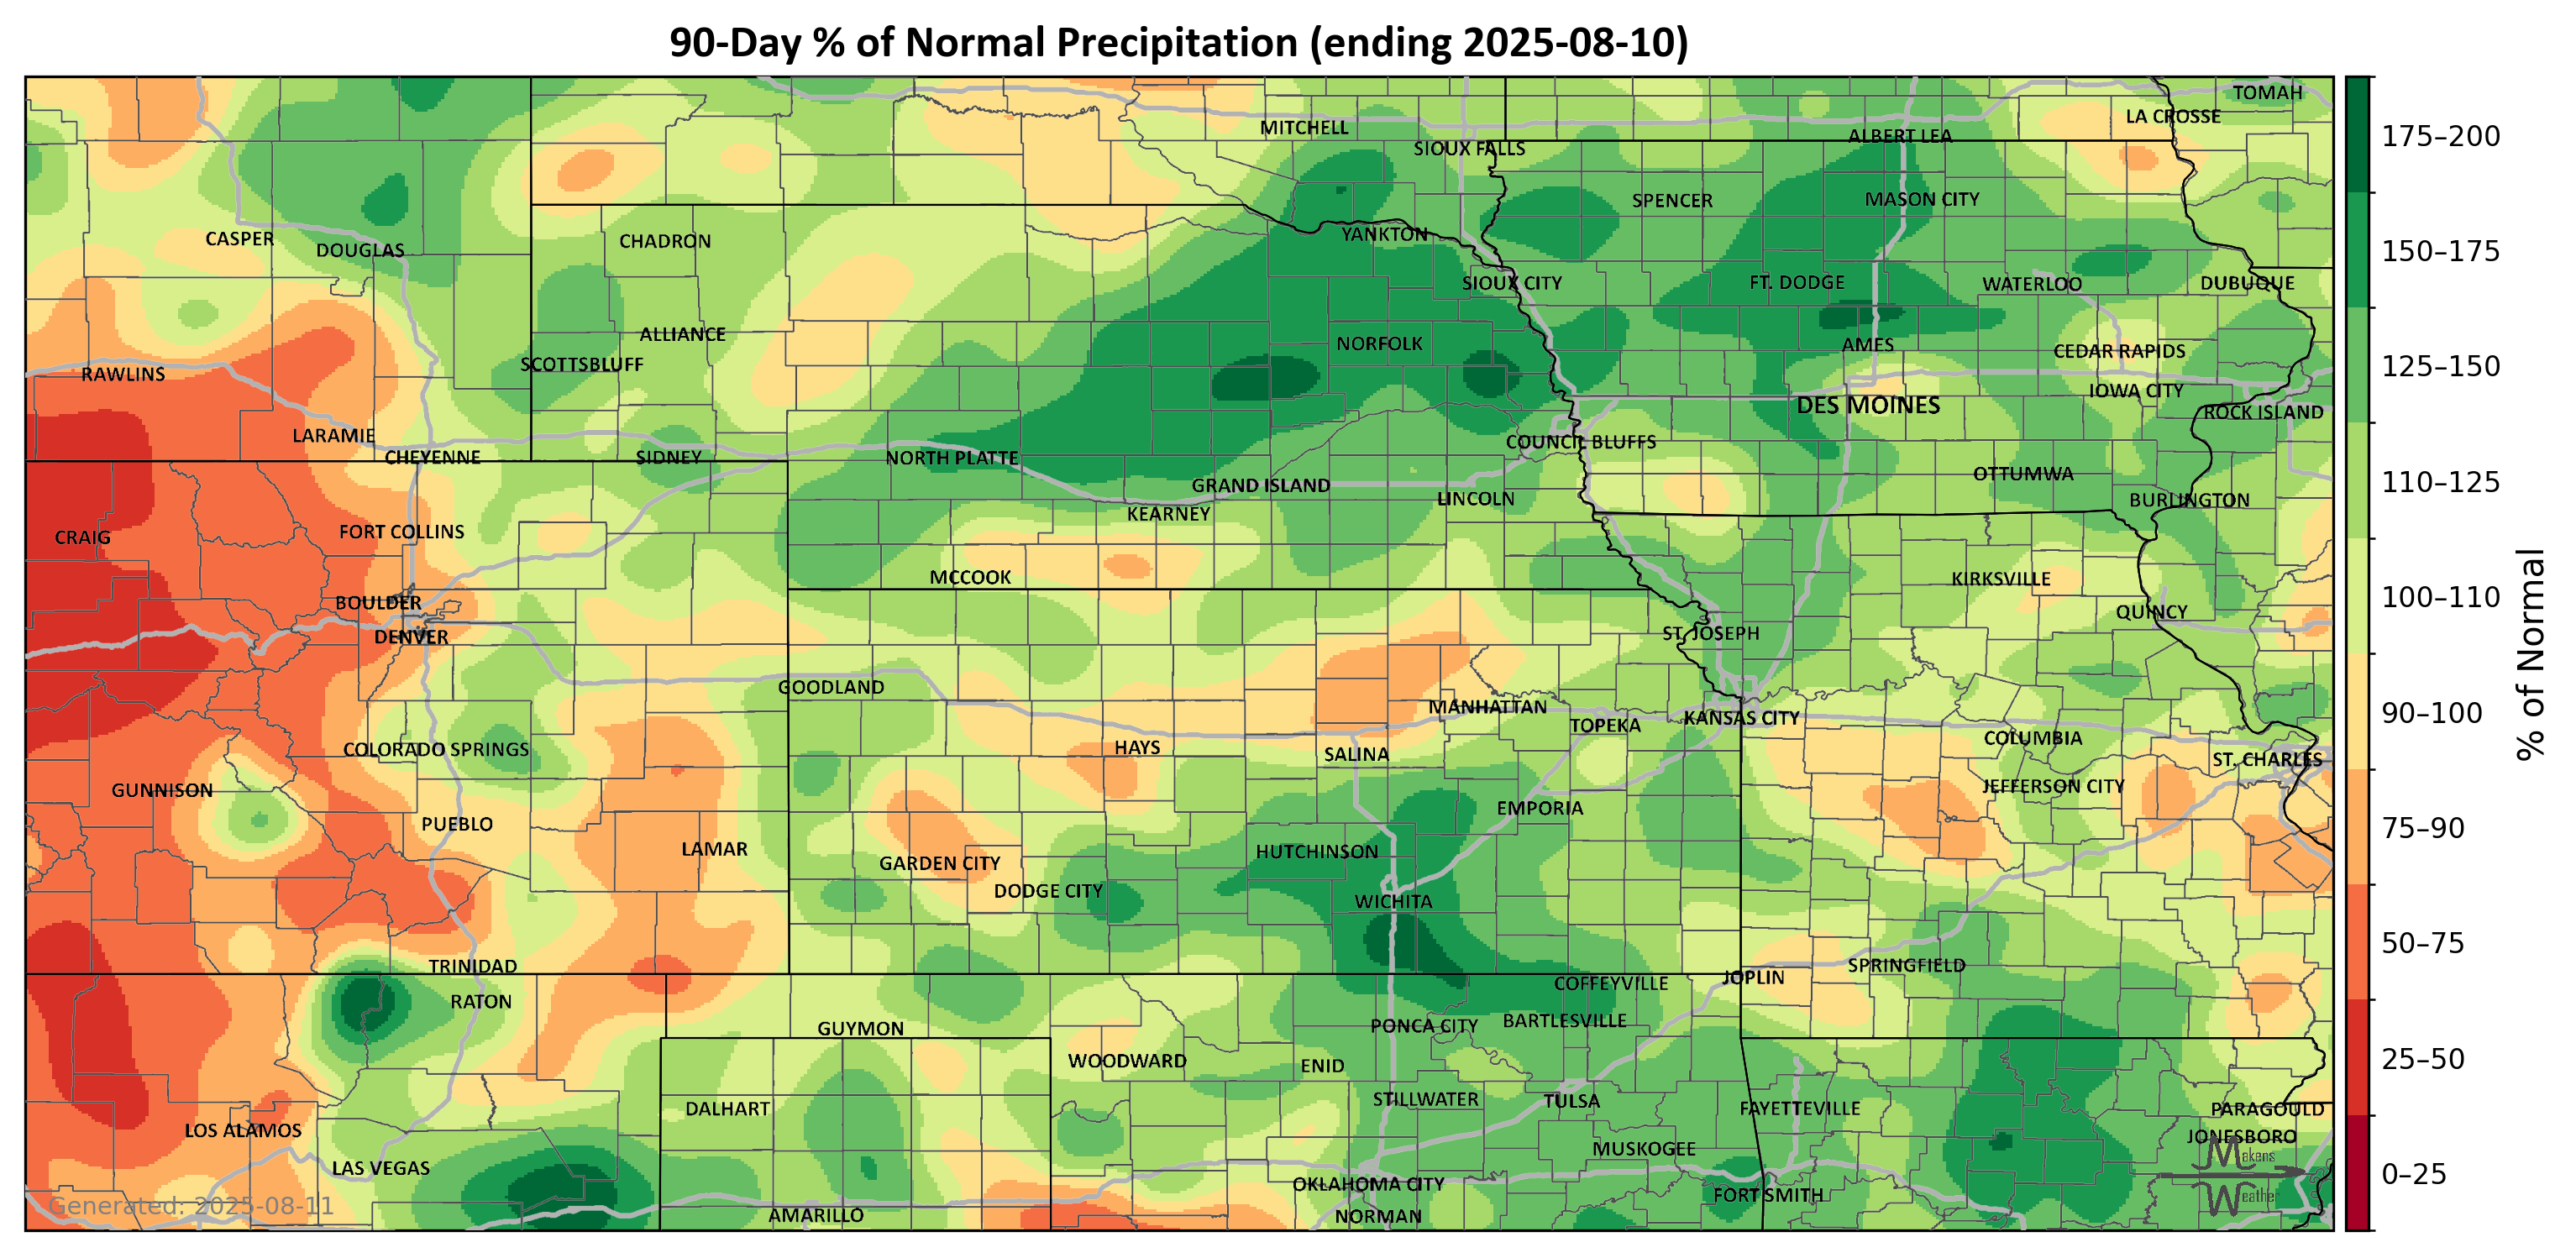 90-Day % of Normal Precipitation (ending 2025-08-10)
TOMAH
LA CROSSE
MITCHELL
ALBERT LEA
SIOUX FALLS
SPENCER
MASON CITY
YANKTON
CASPER
CHADRON
DOUGLAS
SIOUX CITY
FT. DODGE
WATERLOO
DUBUQUE
ALLIANCE
NORFOLK
AMES
CEDAR RAPIDS
SCOTTSBLUFF
RAWLINS
IOWA CITY
DES MOINES
ROCK ISLAND
LARAMIE
COUNCIL BLUFFS
CHEYENNE
SIDNEY
NORTH PLATTE
OTTUMWA
GRAND ISLAND
LINCOLN
BURLINGTON
KEARNEY
FORT COLLINS
CRAIG
MCCOOK
KIRKSVILLE
BOULDER
QUINCY
DENVER
ST. JOSEPH
GOODLAND
MANHATTAN
KANSAS CITY
TOPEKA
COLUMBIA
COLORADO SPRINGS
HAYS
SALINA
ST. CHARLES
GUNNISON
JEFFERSON CITY
EMPORIA
PUEBLO
LAMAR
HUTCHINSON
GARDEN CITY
DODGE CITY
WICHITA
TRINIDAD
SPRINGFIELD
JOPLIN
COFFEYVILLE
RATON
BARTLESVILLE
GUYMON
PONCA CITY
WOODWARD
ENID
STILLWATER
TULSA
DALHART
FAYETTEVILLE
PARAGOULD
LOS ALAMOS
JONESBORO
MUSKOGEE
LAS VEGAS
OKLAHOMA CITY
FORT SMITH
AMARILLO
NORMAN
Generated: 2025-08-11
Makens
Weather
175–200
150–175
125–150
110–125
100–110
90–100
75–90
50–75
25–50
0–25
% of Normal